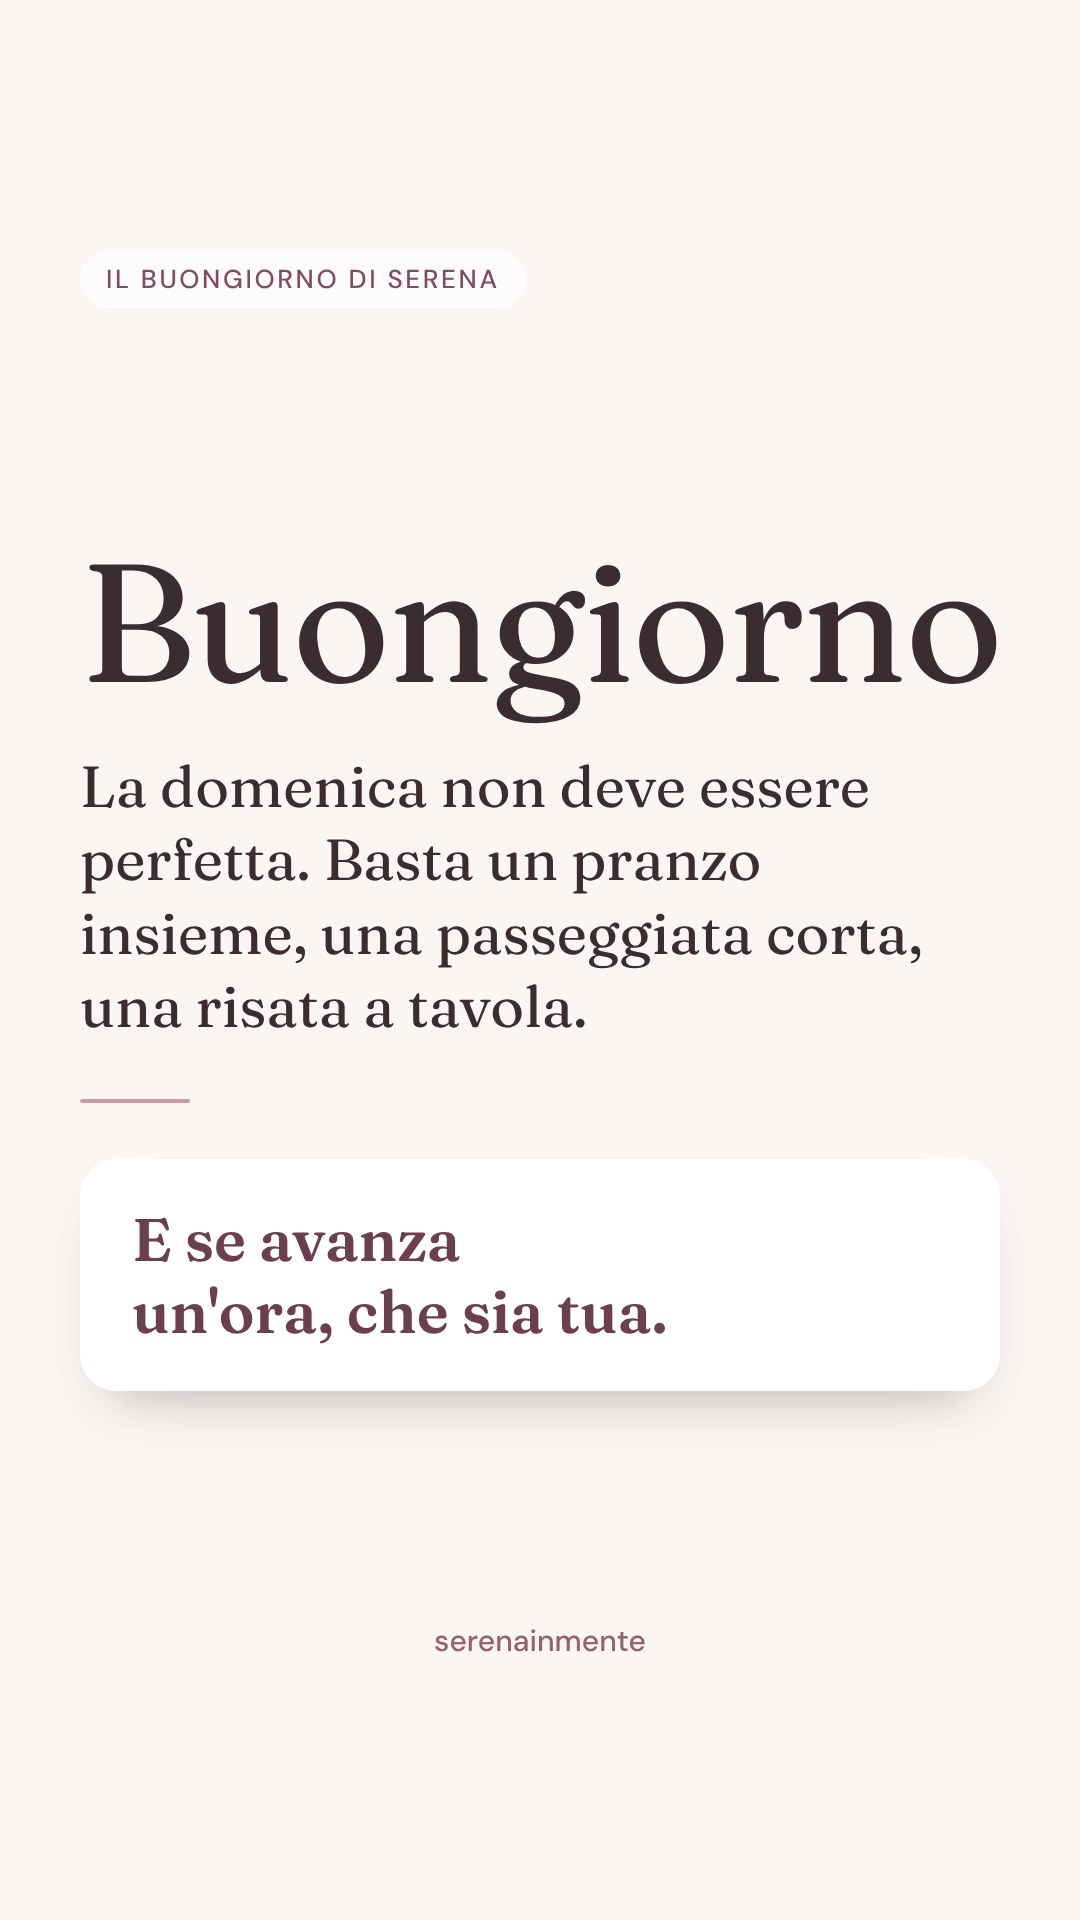 IL BUONGIORNO DI SERENA
Buongiorno
La domenica non deve essere
perfetta. Basta un pranzo
insieme, una passeggiata corta,
una risata a tavola.
E se avanza
un'ora, che sia tua.
serenainmente